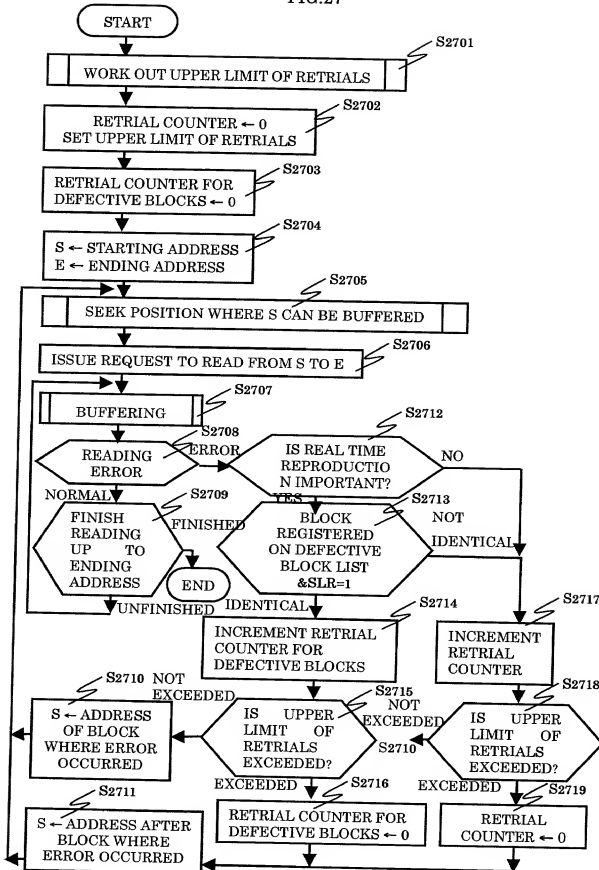 FIG.27
START
S2701
WORK OUT UPPER LIMIT OF RETRIALS
S2702
RETRIAL COUNTER ← 0
SET UPPER LIMIT OF RETRIALS
S2703
RETRIAL COUNTER FOR
DEFECTIVE BLOCKS ← 0
S2704
S ← STARTING ADDRESS
E ← ENDING ADDRESS
S2705
SEEK POSITION WHERE S CAN BE BUFFERED
S2706
ISSUE REQUEST TO READ FROM S TO E
S2707
BUFFERING
S2708
READING
ERROR
ERROR
NORMAL
S2712
IS REAL TIME
REPRODUCTIO
N IMPORTANT?
NO
YES
S2709
FINISH
READING
UP TO
ENDING
ADDRESS
FINISHED
END
UNFINISHED
S2713
BLOCK
REGISTERED
ON DEFECTIVE
BLOCK LIST
&SLR=1
NOT
IDENTICAL
IDENTICAL
S2714
INCREMENT RETRIAL
COUNTER FOR
DEFECTIVE BLOCKS
S2717
INCREMENT
RETRIAL
COUNTER
S2710
NOT
EXCEEDED
S ← ADDRESS
OF BLOCK
WHERE ERROR
OCCURRED
S2715
IS UPPER
LIMIT OF
RETRIALS
EXCEEDED?
NOT
EXCEEDED
S2710
S2718
IS UPPER
LIMIT OF
RETRIALS
EXCEEDED?
EXCEEDED
EXCEEDED
S2711
S ← ADDRESS AFTER
BLOCK WHERE
ERROR OCCURRED
S2716
RETRIAL COUNTER FOR
DEFECTIVE BLOCKS ← 0
S2719
RETRIAL
COUNTER ← 0